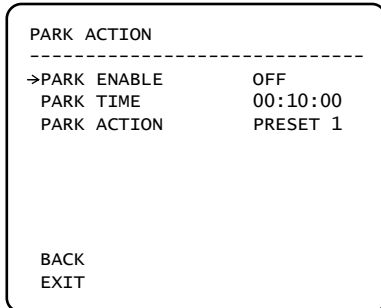 PARK ACTION
------------------------------
→PARK ENABLE OFF
PARK TIME 00:10:00
PARK ACTION PRESET 1
BACK
EXIT